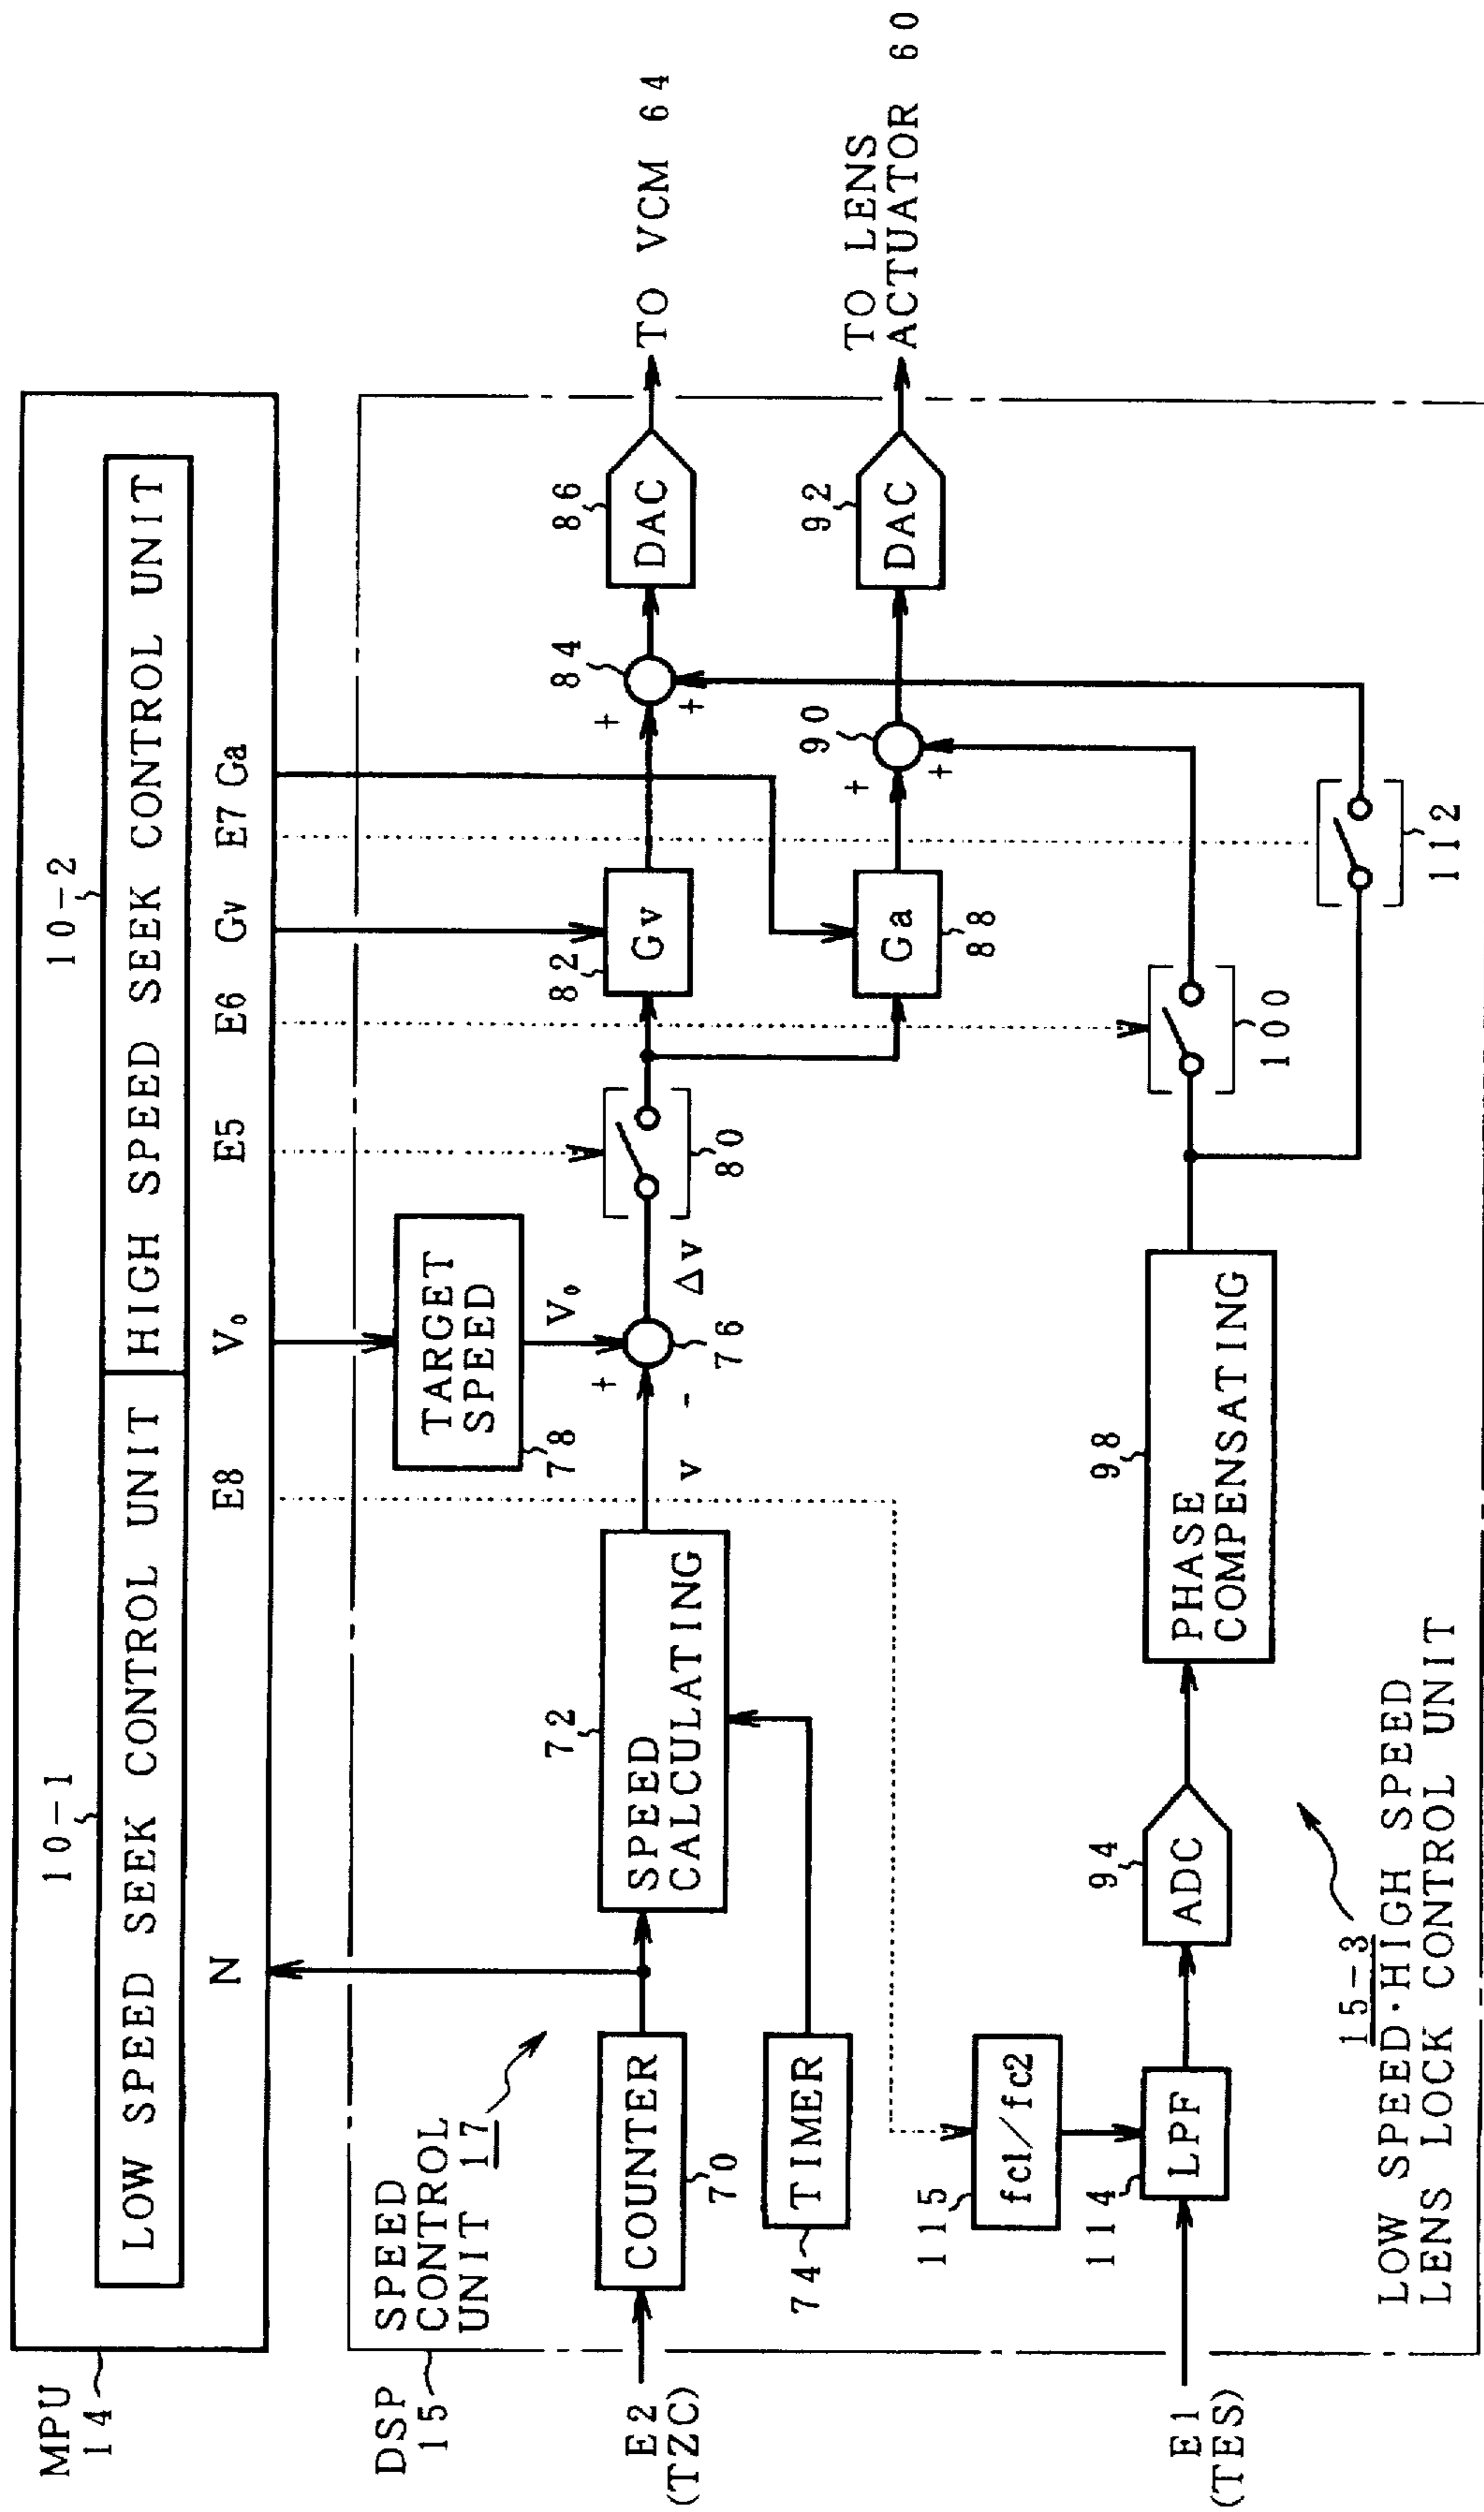 MPU
14
10-1
10-2
LOW SPEED SEEK CONTROL UNIT
HIGH SPEED SEEK CONTROL UNIT
N
E8
V₀
E5
E6
Gv
E7
Ga
DSP
15
SPEED
CONTROL
UNIT 17
TARGET
SPEED
78
V₀
E2
(TZC)
COUNTER
70
72
SPEED
CALCULATING
v
+
-
76
Δv
80
82
Gv
+
+
84
86
DAC
TO VCM 64
74
TIMER
Ga
88
+
+
90
92
DAC
TO LENS
ACTUATOR 60
115
fc1/fc2
E1
(TES)
114
LPF
94
ADC
98
PHASE
COMPENSATING
100
112
15-3
LOW SPEED·HIGH SPEED
LENS LOCK CONTROL UNIT